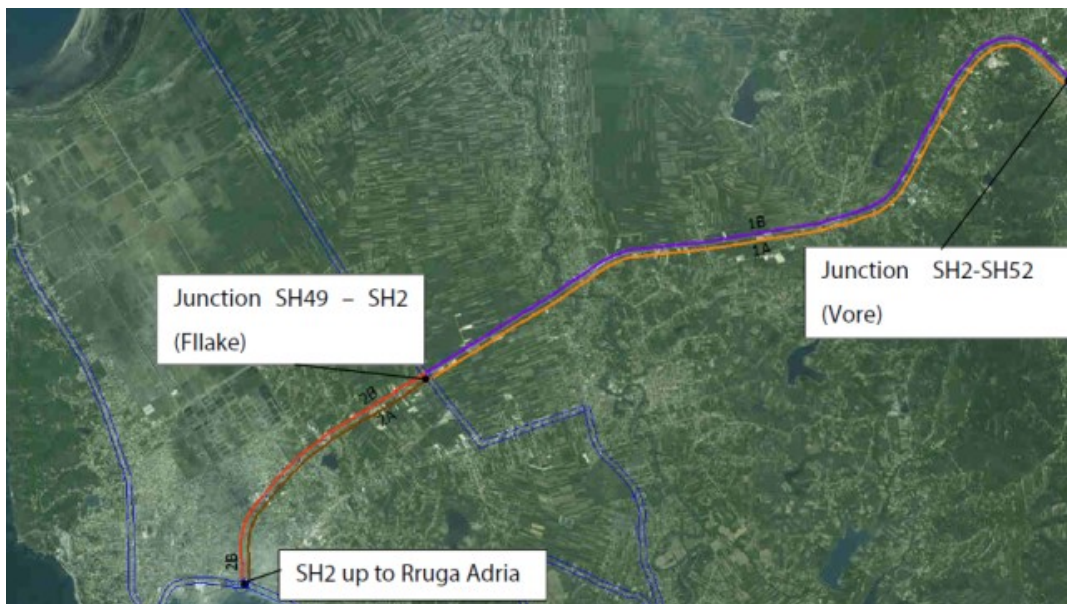 1B
1A
Junction SH2-SH52
(Vore)
Junction SH49 – SH2
(Fllake)
2B
2A
2B
SH2 up to Rruga Adria